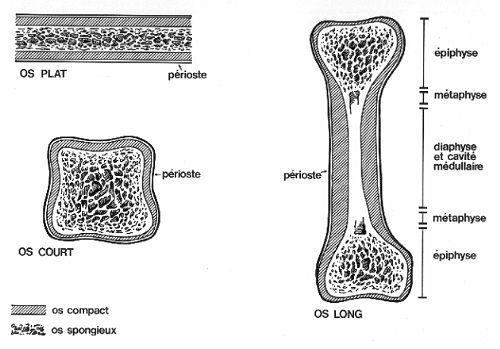 OS PLAT
périoste
périoste
OS COURT
os compact
os spongieux
épiphyse
métaphyse
diaphyse
et cavité
médullaire
périoste
métaphyse
épiphyse
OS LONG